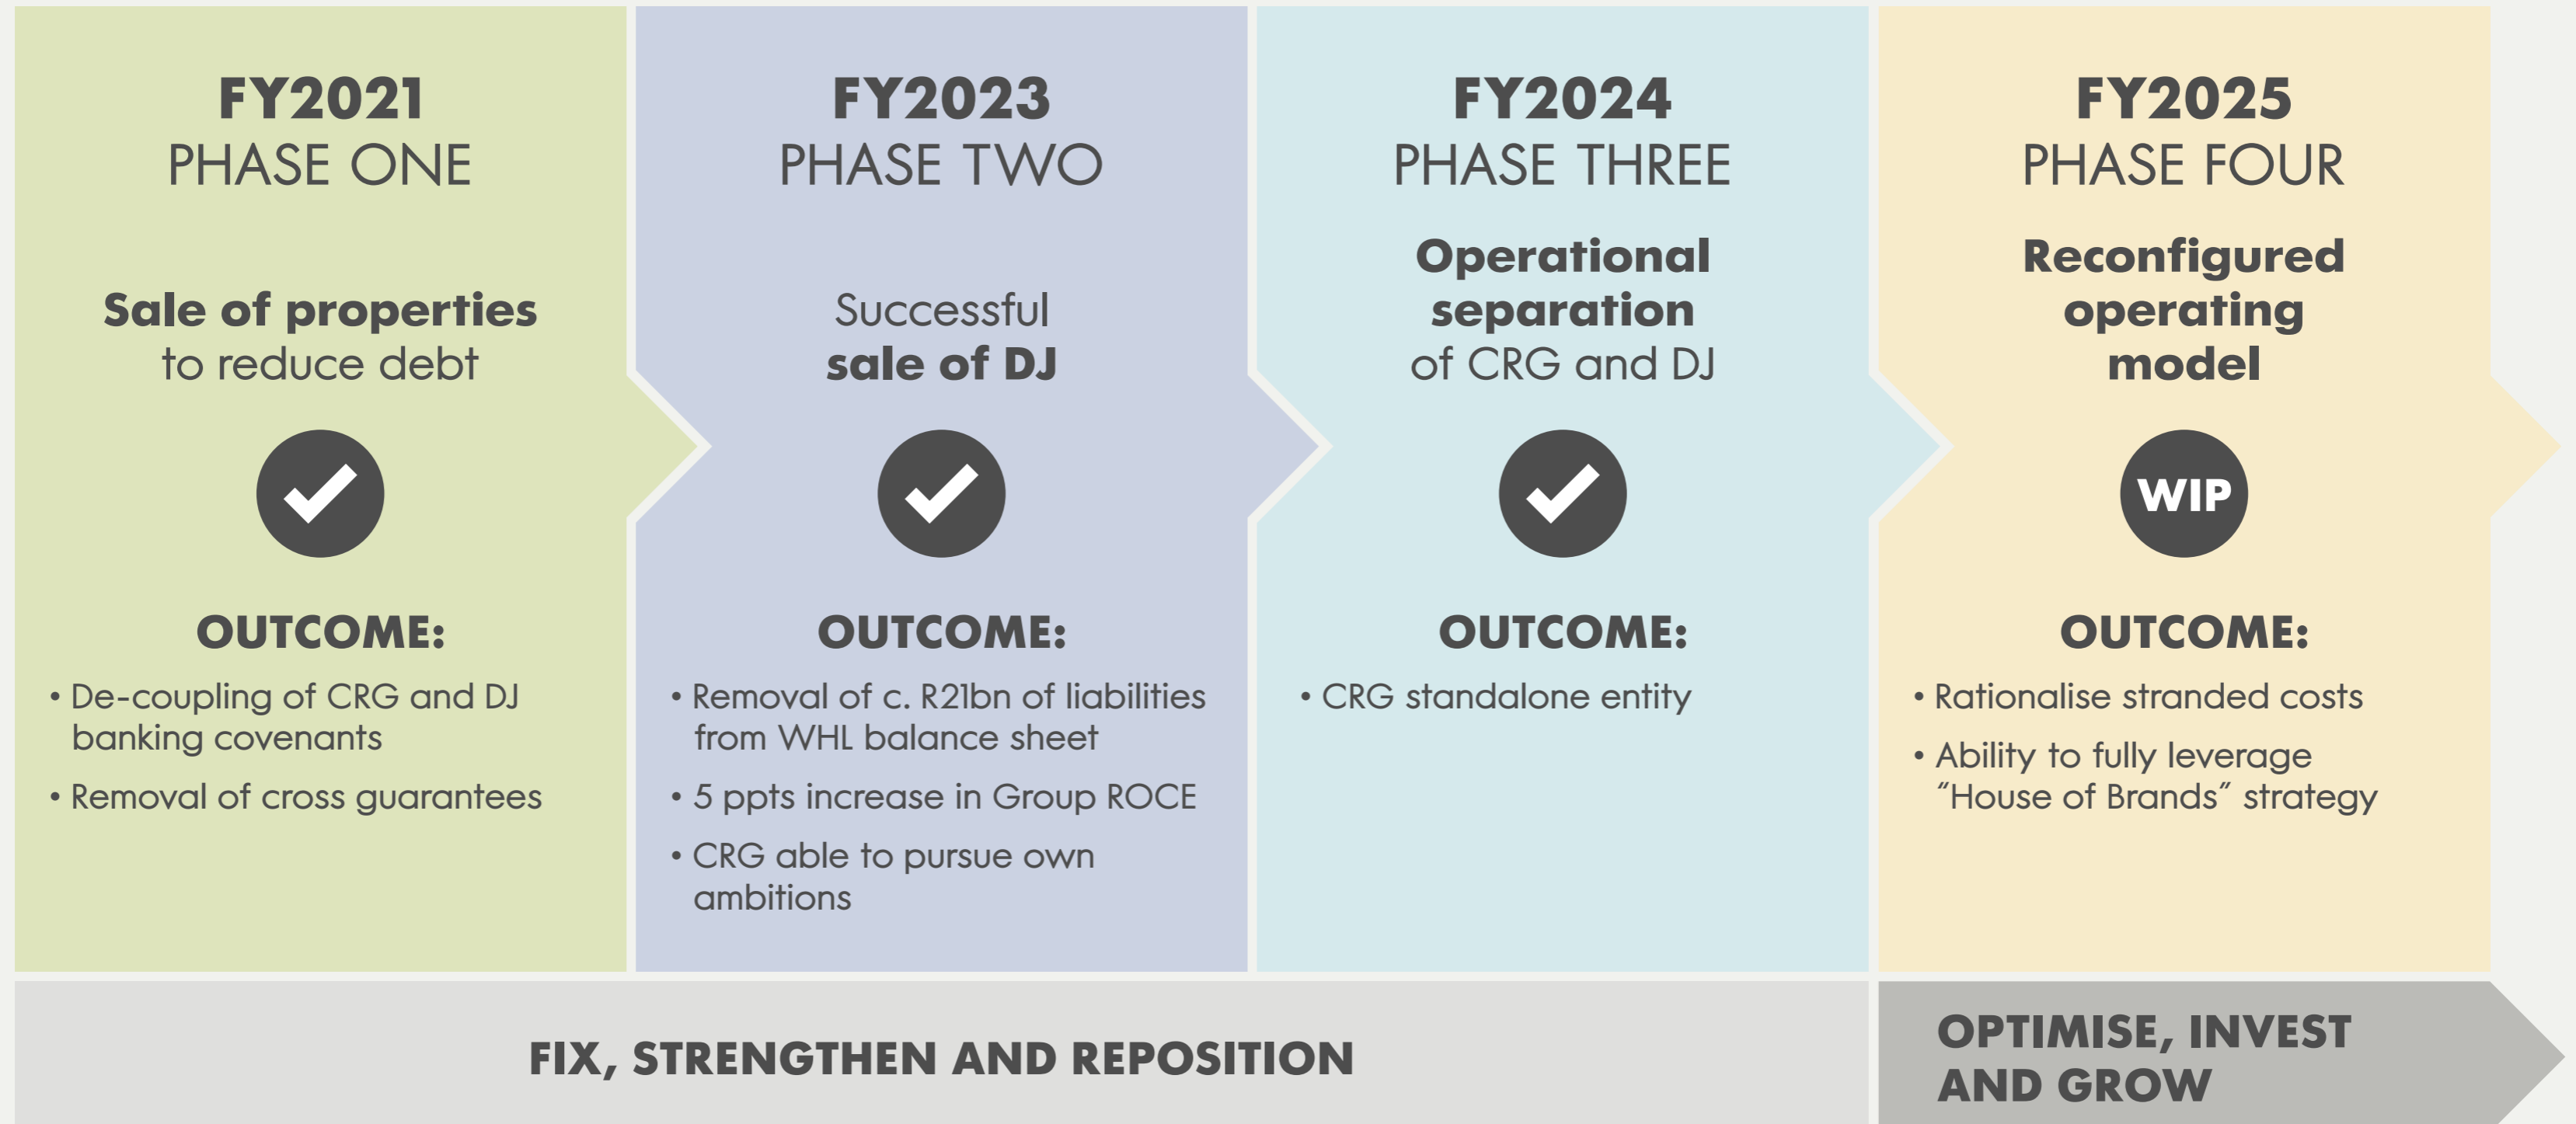 FY2021
PHASE ONE
Sale of properties
to reduce debt
OUTCOME:
• De-coupling of CRG and DJ
banking covenants
• Removal of cross guarantees
FY2023
PHASE TWO
Successful
sale of DJ
OUTCOME:
• Removal of c. R21bn of liabilities
from WHL balance sheet
• 5 ppts increase in Group ROCE
• CRG able to pursue own
ambitions
FY2024
PHASE THREE
Operational
separation
of CRG and DJ
OUTCOME:
• CRG standalone entity
FY2025
PHASE FOUR
Reconfigured
operating
model
WIP
OUTCOME:
• Rationalise stranded costs
• Ability to fully leverage
"House of Brands" strategy
FIX, STRENGTHEN AND REPOSITION
OPTIMISE, INVEST
AND GROW